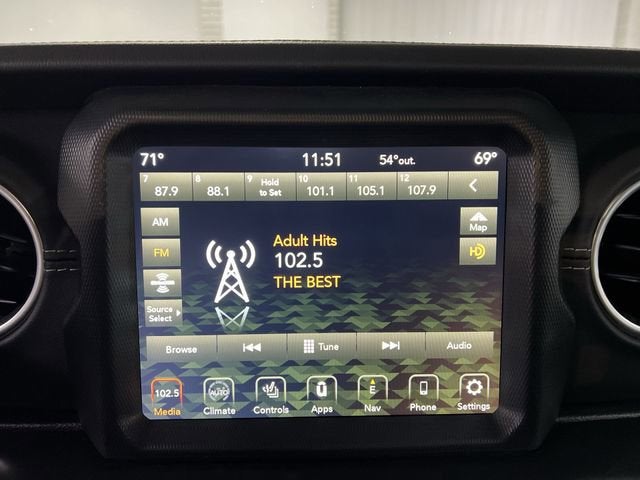 71° 11:51 54°out. 69°
7 8 9 10 11 12
87.9 88.1 Hold to Set 101.1 105.1 107.9
AM
Map
FM
HD
Adult Hits
102.5
THE BEST
Source
Select
Browse Tune Audio
102.5 AUTO E
Media Climate Controls Apps Nav Phone Settings